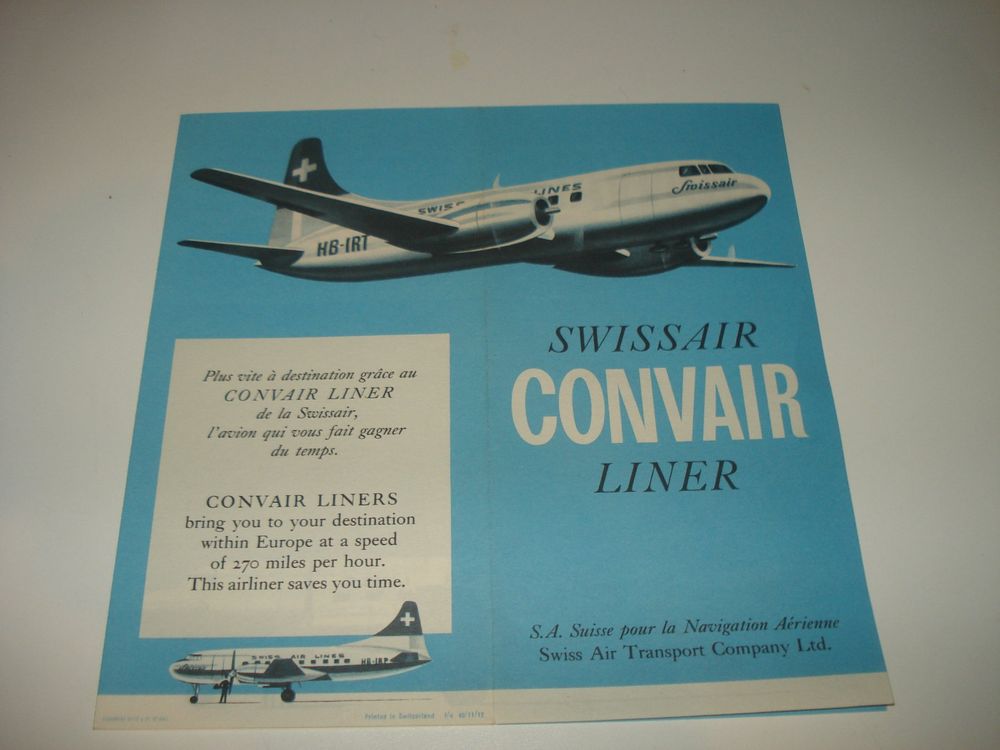 SWISS LINES
Swissair
HB-IRT
SWISSAIR
CONVAIR
LINER
S.A. Suisse pour la Navigation Aérienne
Swiss Air Transport Company Ltd.
Plus vite à destination grâce au
CONVAIR LINER
de la Swissair,
l'avion qui vous fait gagner
du temps.
CONVAIR LINERS
bring you to your destination
within Europe at a speed
of 270 miles per hour.
This airliner saves you time.
SWISS AIR LINES
Printed in Switzerland